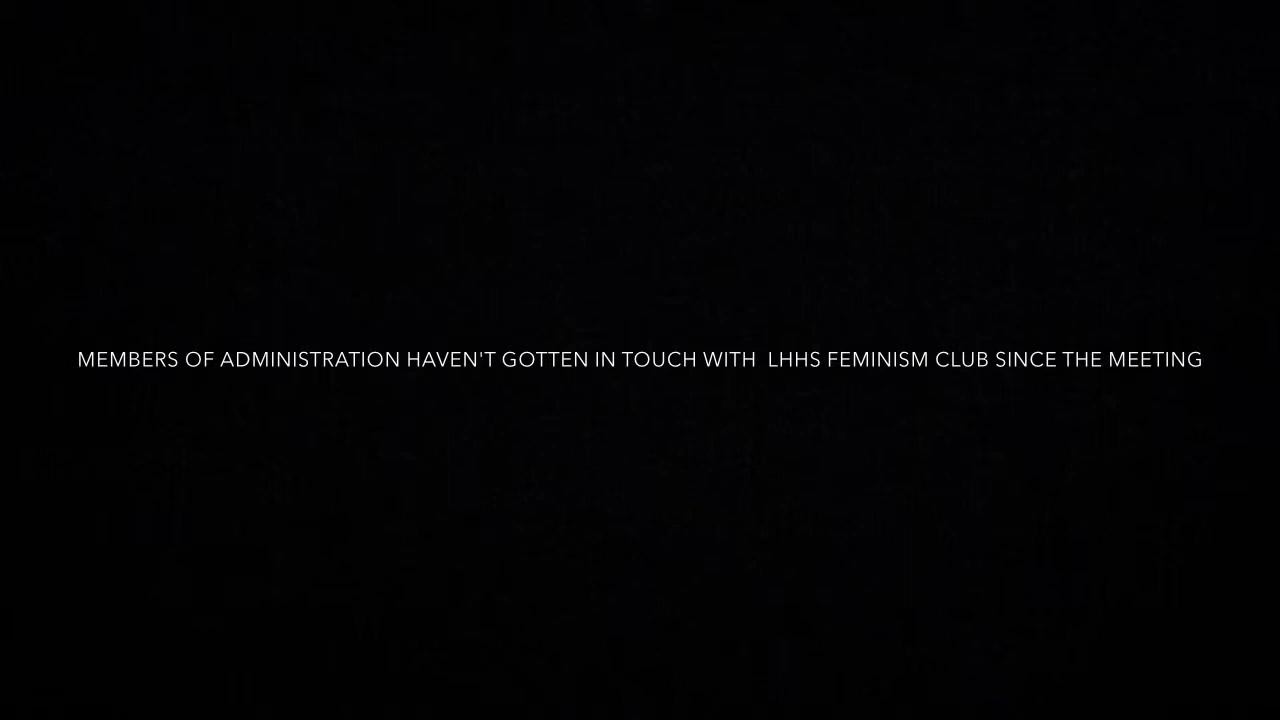 MEMBERS OF ADMINISTRATION HAVEN'T GOTTEN IN TOUCH WITH  LHHS FEMINISM CLUB SINCE THE MEETING